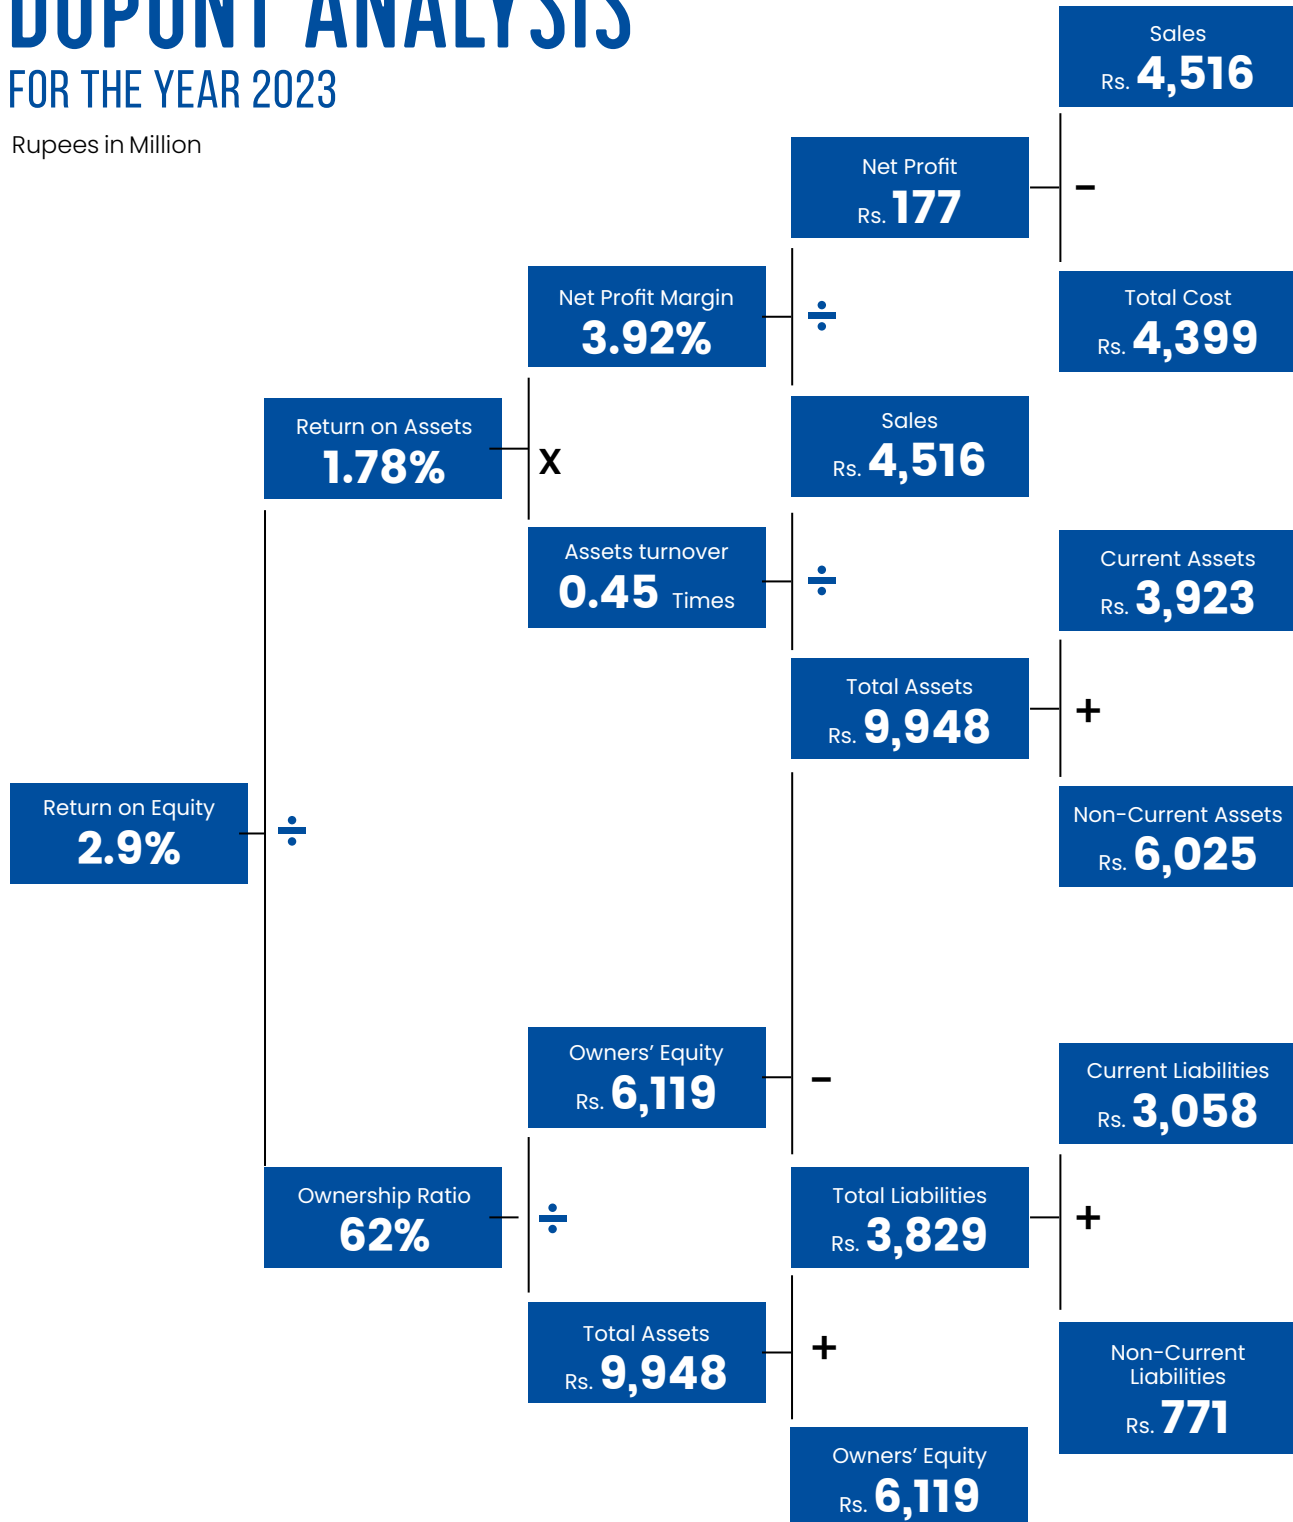 DUPONT ANALYSIS
FOR THE YEAR 2023
Rupees in Million
Sales
Rs. 4,516
−
Total Cost
Rs. 4,399
Net Profit
Rs. 177
÷
Sales
Rs. 4,516
Net Profit Margin
3.92%
x
Assets turnover
0.45 Times
÷
Return on Assets
1.78%
Current Assets
Rs. 3,923
+
Non-Current Assets
Rs. 6,025
Total Assets
Rs. 9,948
Return on Equity
2.9%
÷
Owners’ Equity
Rs. 6,119
−
Current Liabilities
Rs. 3,058
+
Non-Current
Liabilities
Rs. 771
Ownership Ratio
62%
÷
Total Liabilities
Rs. 3,829
Total Assets
Rs. 9,948
+
Owners’ Equity
Rs. 6,119